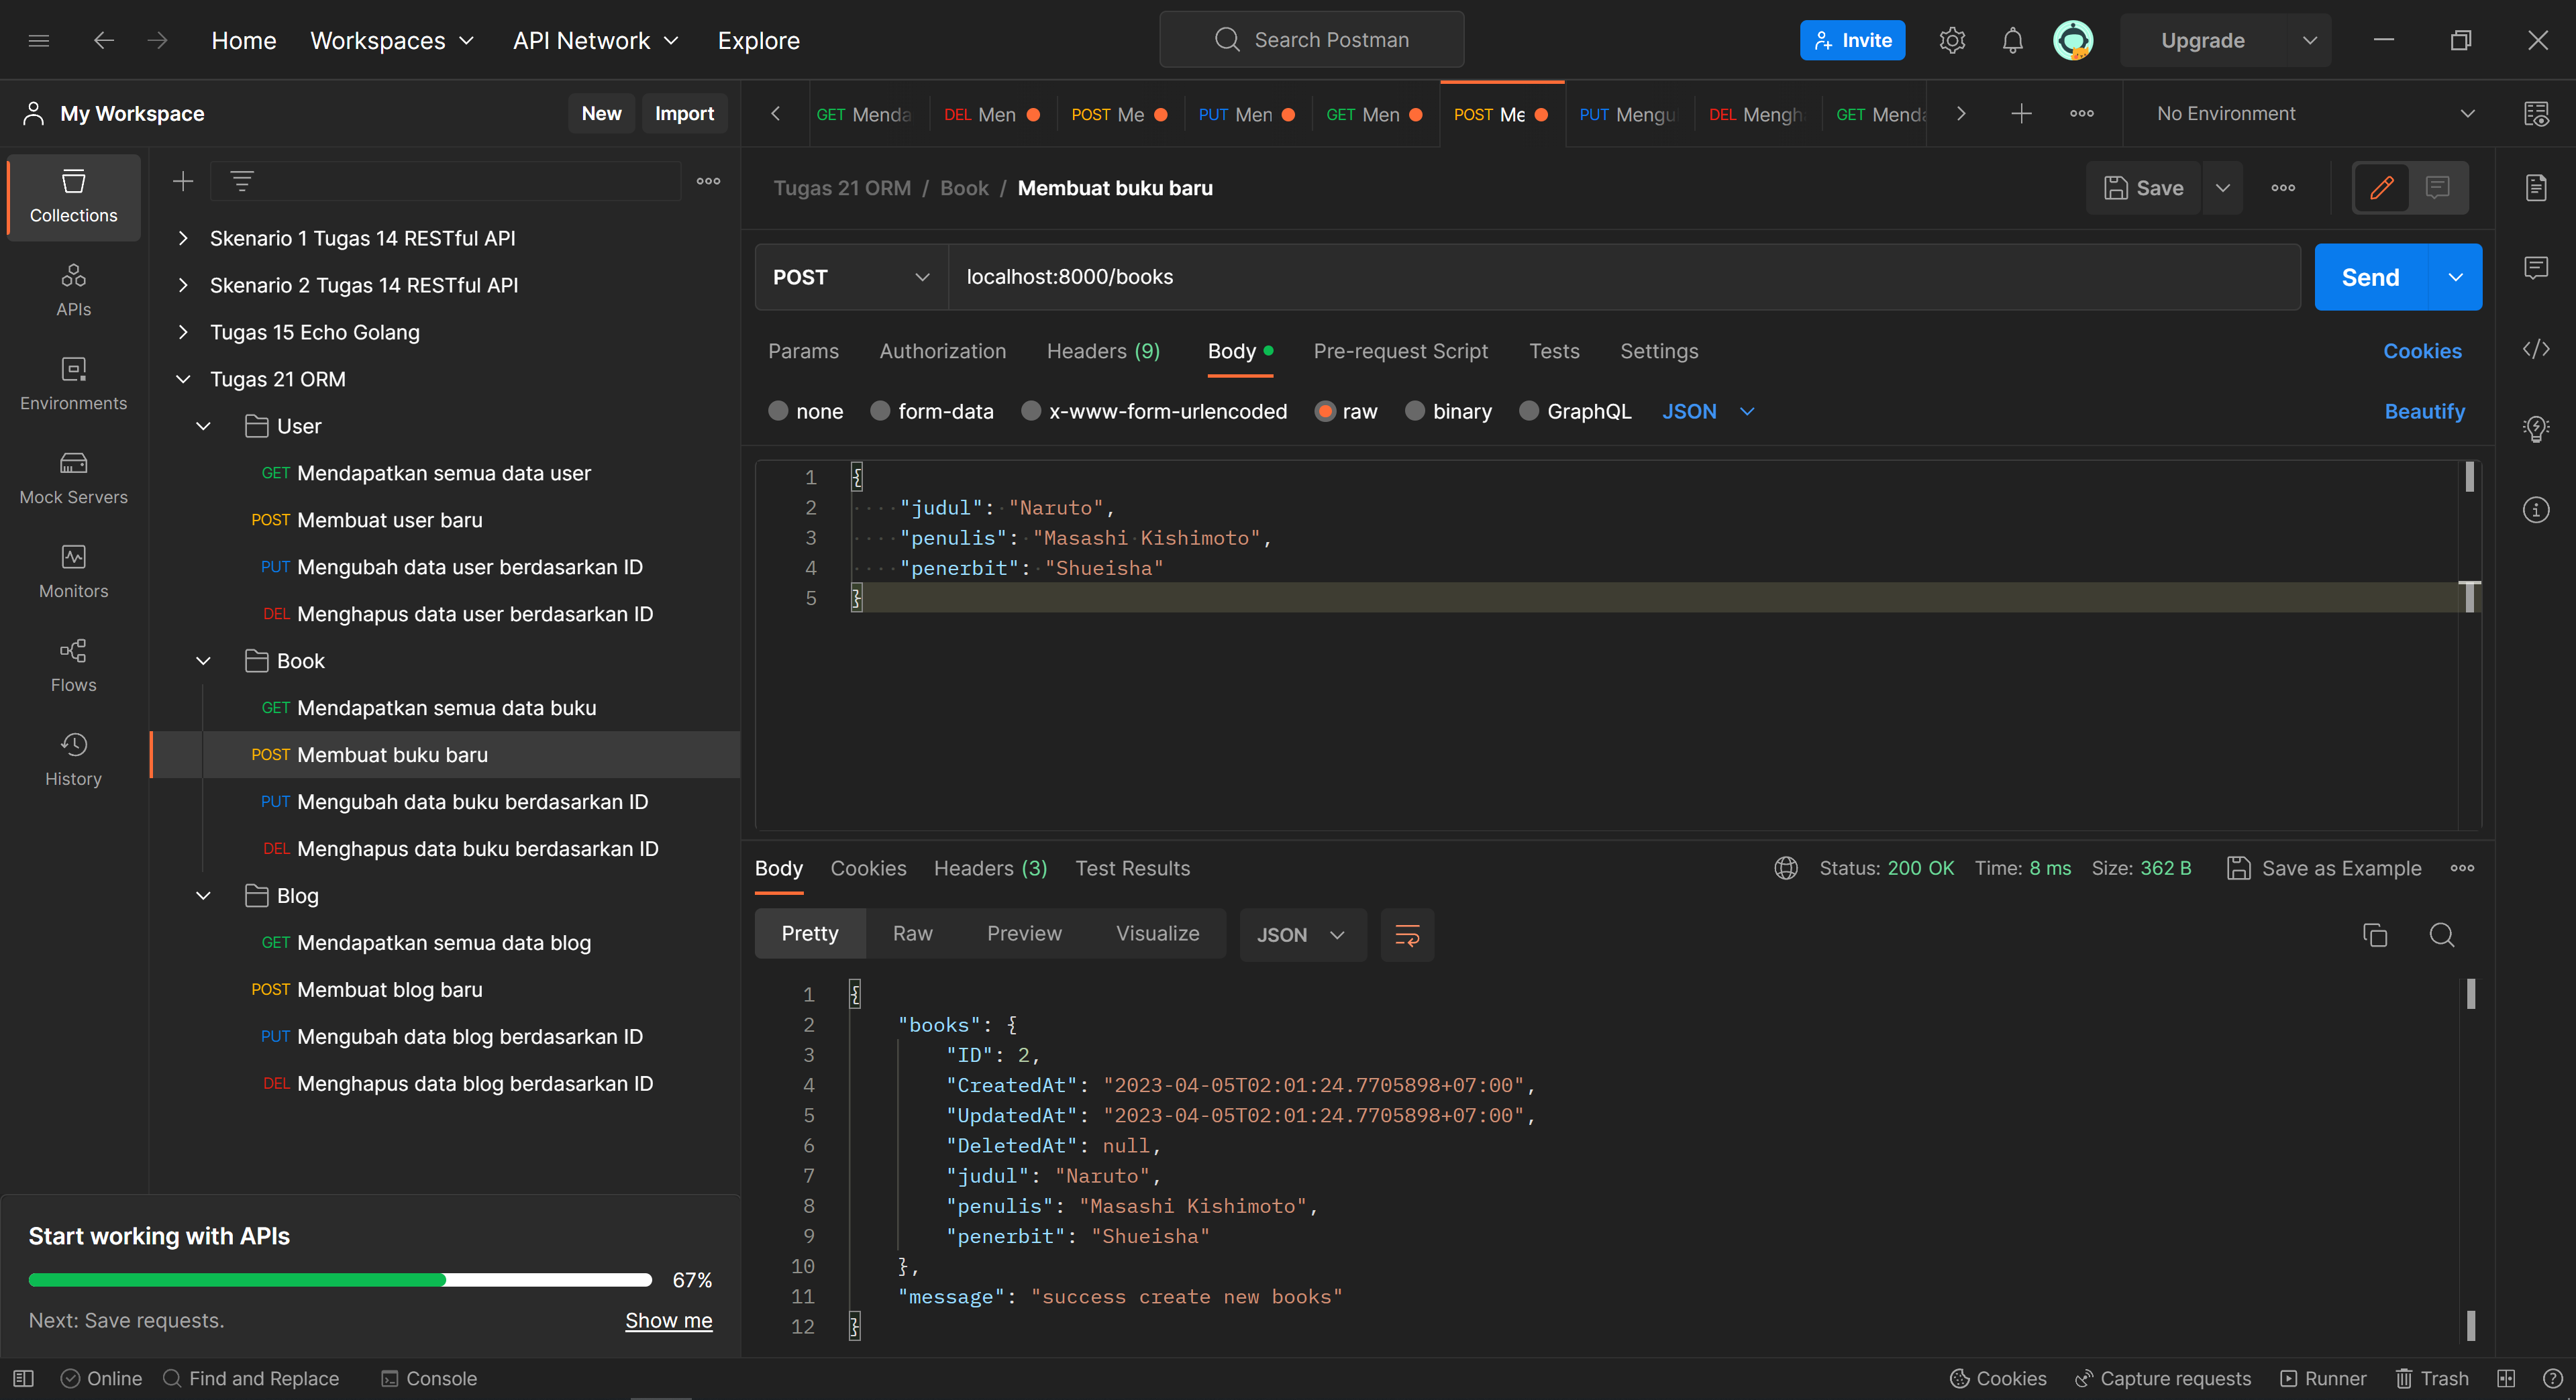 Home Workspaces API Network Explore Search Postman Invite Upgrade
My Workspace New Import
GET Menda DEL Men POST Me PUT Men GET Men POST Me PUT Mengu DEL Mengh GET Menda No Environment
Collections
APIs
Environments
Mock Servers
Monitors
Flows
History
Skenario 1 Tugas 14 RESTful API
Skenario 2 Tugas 14 RESTful API
Tugas 15 Echo Golang
Tugas 21 ORM
User
GET Mendapatkan semua data user
POST Membuat user baru
PUT Mengubah data user berdasarkan ID
DEL Menghapus data user berdasarkan ID
Book
GET Mendapatkan semua data buku
POST Membuat buku baru
PUT Mengubah data buku berdasarkan ID
DEL Menghapus data buku berdasarkan ID
Blog
GET Mendapatkan semua data blog
POST Membuat blog baru
PUT Mengubah data blog berdasarkan ID
DEL Menghapus data blog berdasarkan ID
Start working with APIs
67%
Next: Save requests. Show me
Tugas 21 ORM / Book / Membuat buku baru Save
POST localhost:8000/books Send
Params Authorization Headers (9) Body Pre-request Script Tests Settings Cookies
none form-data x-www-form-urlencoded raw binary GraphQL JSON Beautify
1 {
2 "judul": "Naruto",
3 "penulis": "Masashi Kishimoto",
4 "penerbit": "Shueisha"
5 }
Body Cookies Headers (3) Test Results Status: 200 OK Time: 8 ms Size: 362 B Save as Example
Pretty Raw Preview Visualize JSON
1 {
2 "books": {
3 "ID": 2,
4 "CreatedAt": "2023-04-05T02:01:24.7705898+07:00",
5 "UpdatedAt": "2023-04-05T02:01:24.7705898+07:00",
6 "DeletedAt": null,
7 "judul": "Naruto",
8 "penulis": "Masashi Kishimoto",
9 "penerbit": "Shueisha"
10 },
11 "message": "success create new books"
12 }
Online Find and Replace Console Cookies Capture requests Runner Trash